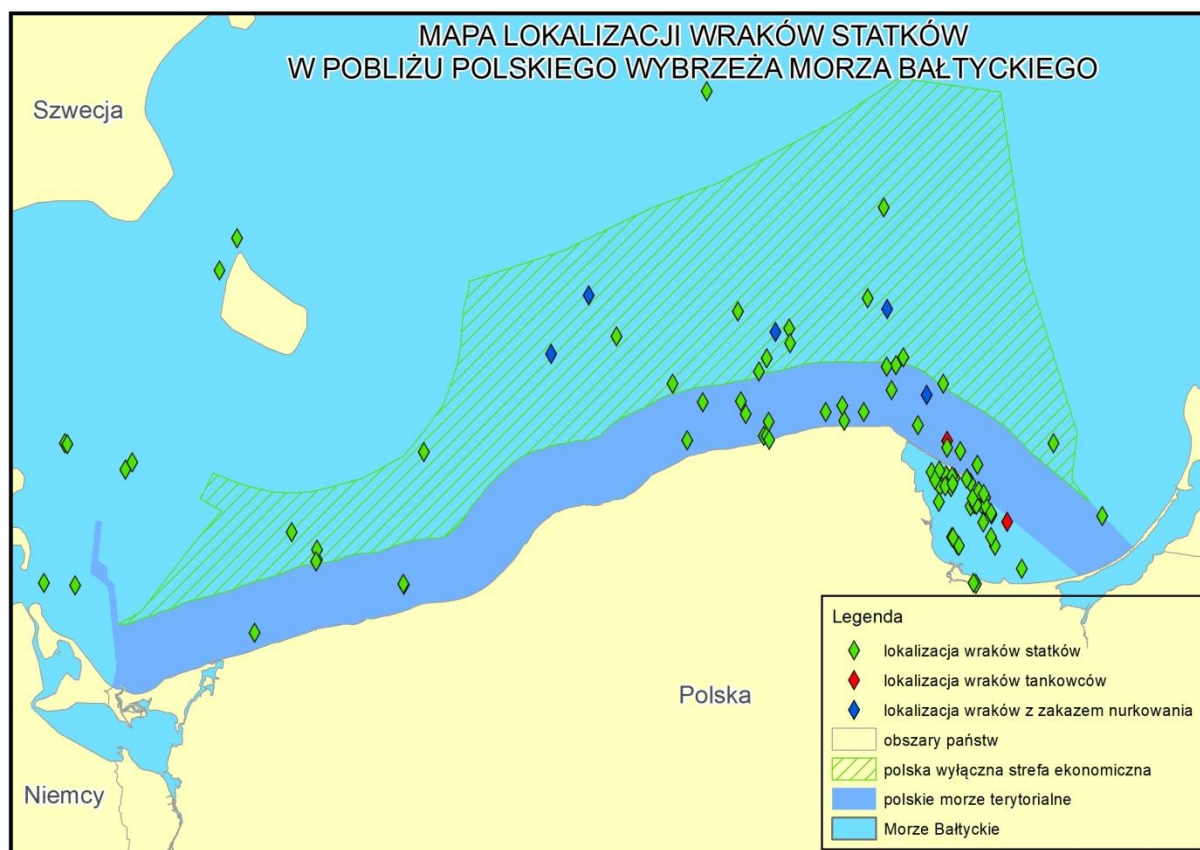 MAPA LOKALIZACJI WRAKÓW STATKÓW
W POBLIŻU POLSKIEGO WYBRZEŻA MORZA BAŁTYCKIEGO
Szwecja
Polska
Niemcy
Legenda
lokalizacja wraków statków
lokalizacja wraków tankowców
lokalizacja wraków z zakazem nurkowania
obszary państw
polska wyłączna strefa ekonomiczna
polskie morze terytorialne
Morze Bałtyckie